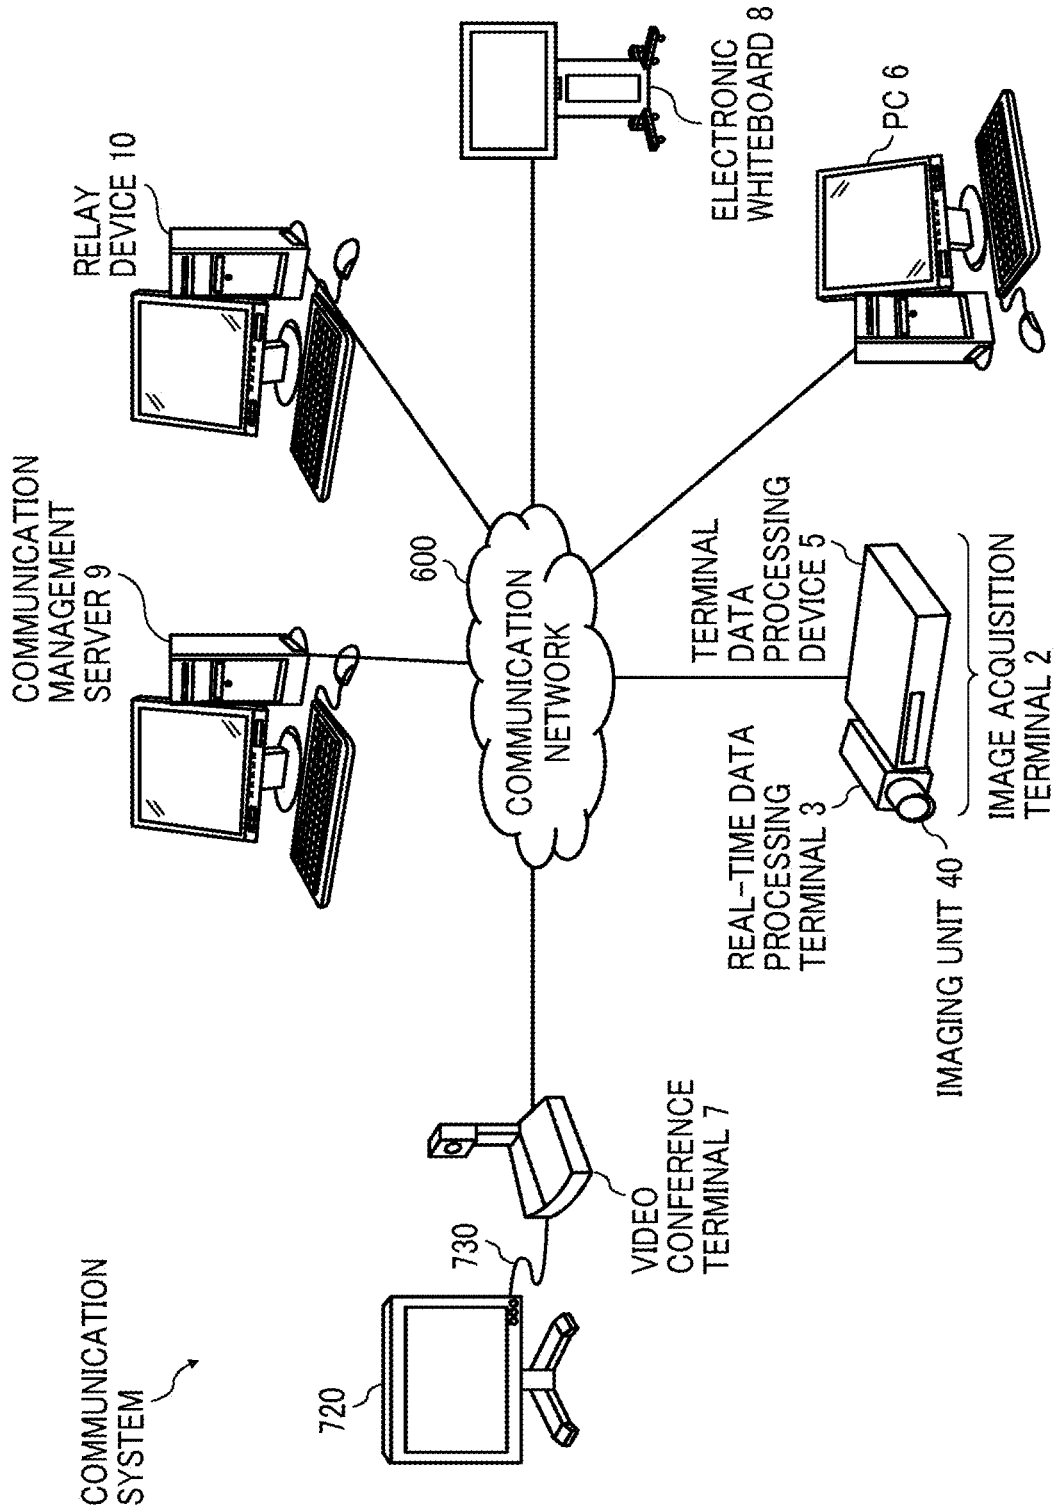 COMMUNICATION
SYSTEM
COMMUNICATION
MANAGEMENT
SERVER 9
RELAY
DEVICE 10
600
COMMUNICATION
NETWORK
720
730
VIDEO
CONFERENCE
TERMINAL 7
ELECTRONIC
WHITEBOARD 8
REAL-TIME DATA
PROCESSING
TERMINAL 3
TERMINAL
DATA
PROCESSING
DEVICE 5
PC 6
IMAGING UNIT 40
IMAGE ACQUISITION
TERMINAL 2